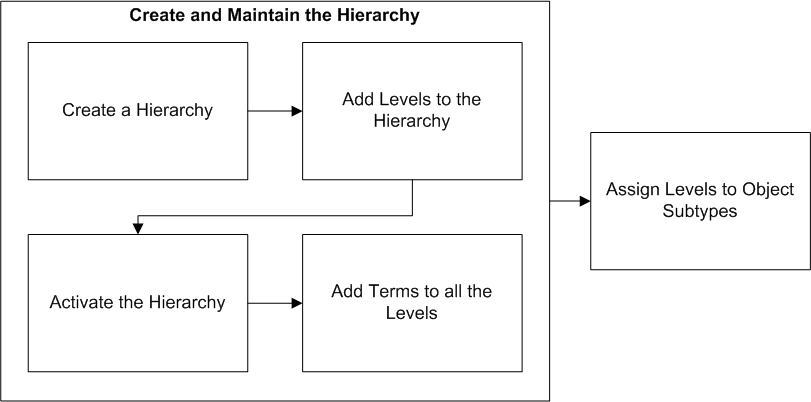 Create and Maintain the Hierarchy
Create a Hierarchy
Add Levels to the
Hierarchy
Assign Levels to Object
Subtypes
Activate the Hierarchy
Add Terms to all the
Levels